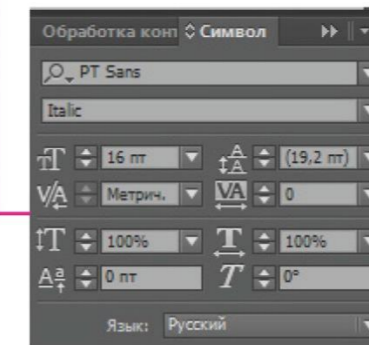 Обработка конт Символ
PT Sans
Italic
16 пт (19,2 пт)
Метрич. 0
100% 100%
0 пт 0°
Язык: Русский